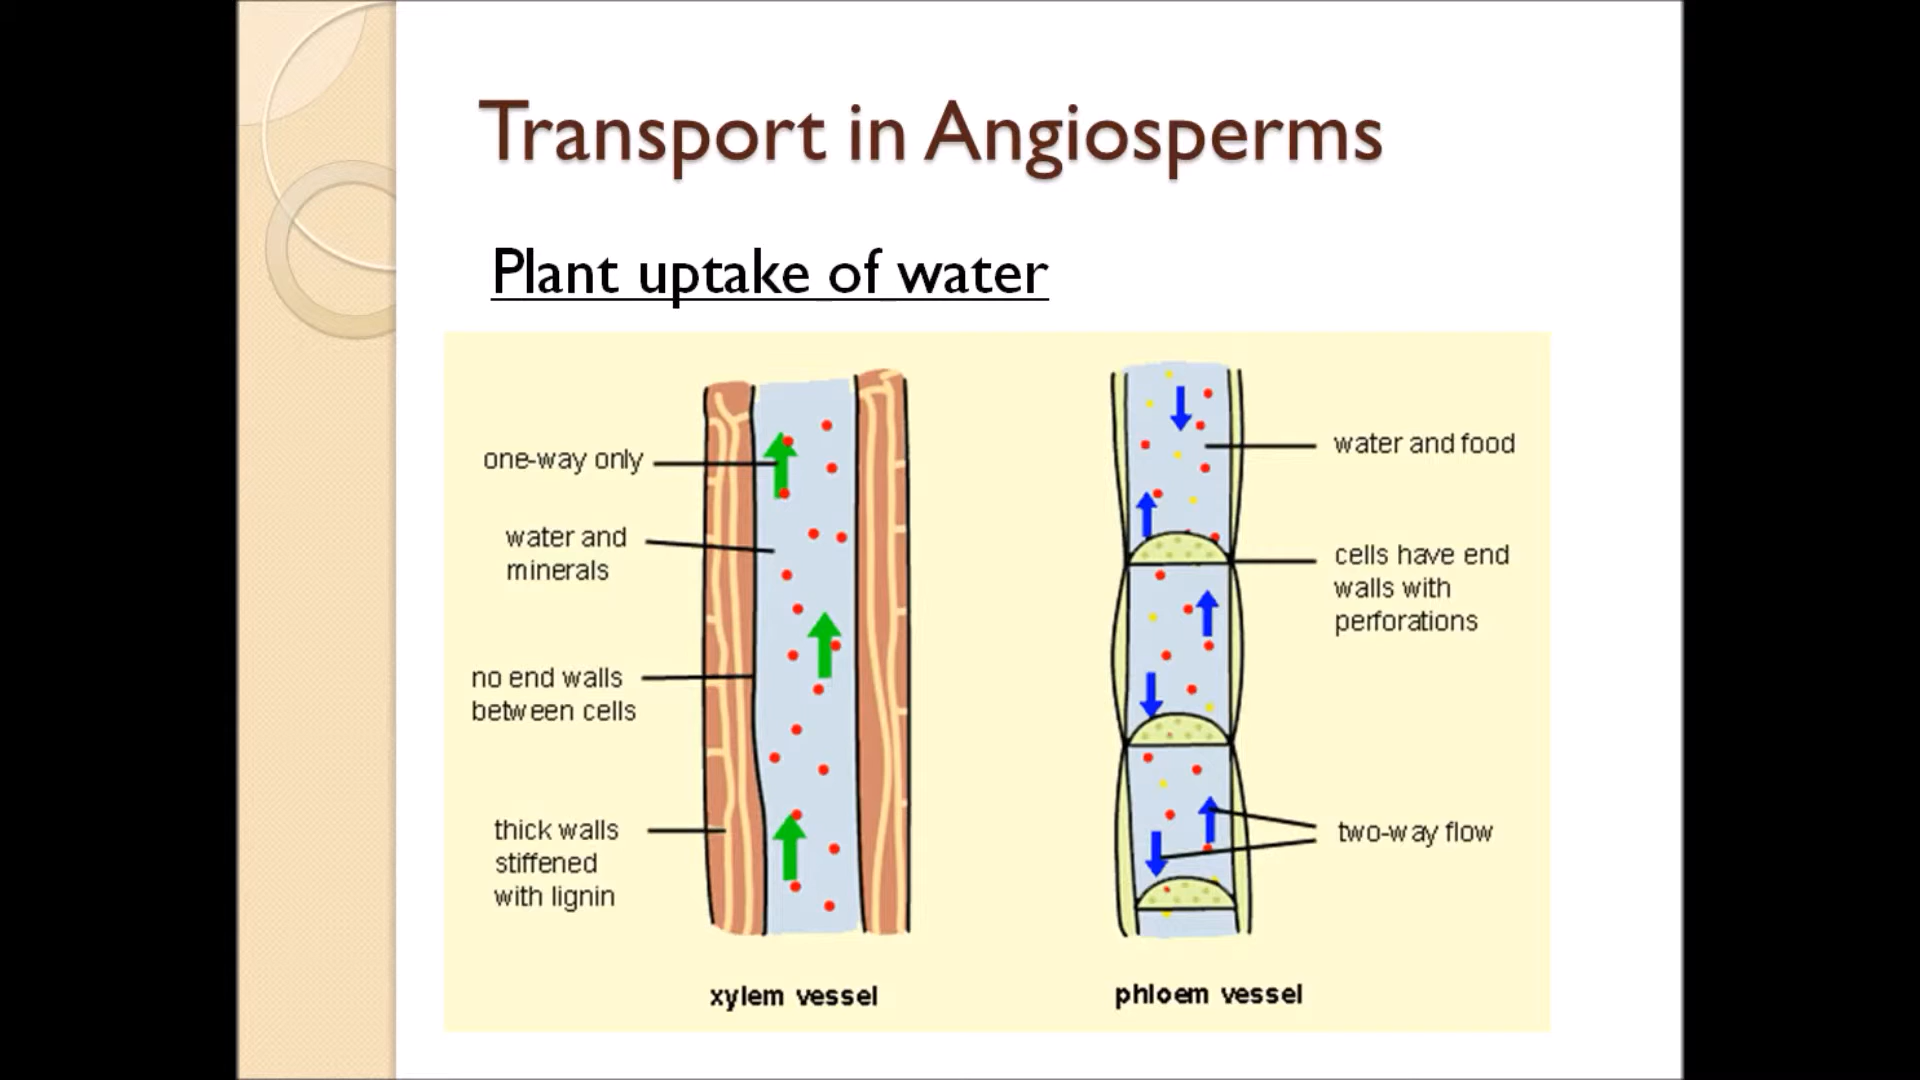 Transport in Angiosperms
Plant uptake of water
one-way only
water and
minerals
no end walls
between cells
thick walls
stiffened
with lignin
xylem vessel
water and food
cells have end
walls with
perforations
two-way flow
phloem vessel